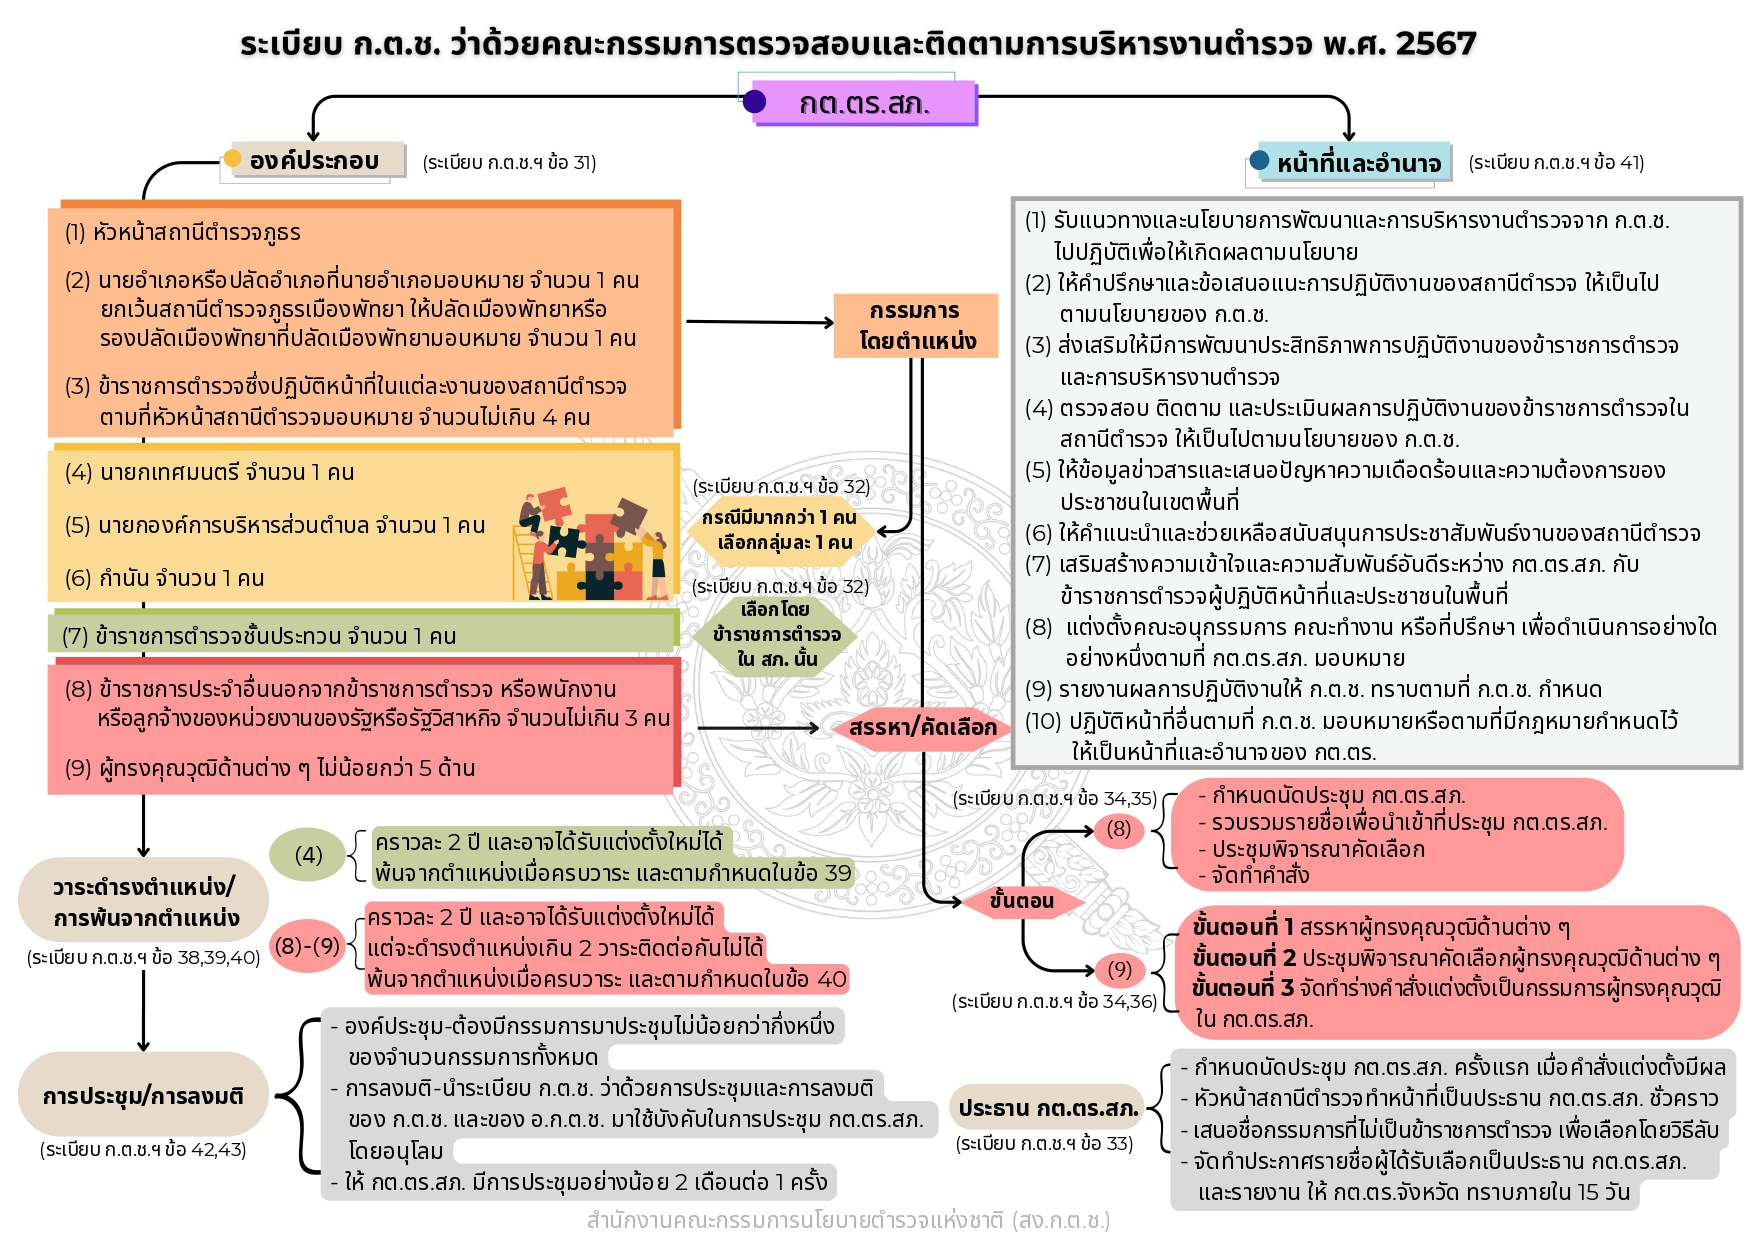 ระเบียบ ก.ต.ช. ว่าด้วยคณะกรรมการตรวจสอบและติดตามการบริหารงานตำรวจ พ.ศ. 2567
กต.ตร.สภ.
องค์ประกอบ
(ระเบียบ ก.ต.ช.ฯ ข้อ 31)
(1) หัวหน้าสถานีตำรวจภูธร
(2) นายอำเภอหรือปลัดอำเภอที่นายอำเภอมอบหมาย จำนวน 1 คน
ยกเว้นสถานีตำรวจภูธรเมืองพัทยา ให้ปลัดเมืองพัทยาหรือ
รองปลัดเมืองพัทยาที่ปลัดเมืองพัทยามอบหมาย จำนวน 1 คน
(3) ข้าราชการตำรวจซึ่งปฏิบัติหน้าที่ในแต่ละงานของสถานีตำรวจ
ตามที่หัวหน้าสถานีตำรวจมอบหมาย จำนวนไม่เกิน 4 คน
(4) นายกเทศมนตรี จำนวน 1 คน
(5) นายกองค์การบริหารส่วนตำบล จำนวน 1 คน
(6) กำนัน จำนวน 1 คน
(7) ข้าราชการตำรวจชั้นประทวน จำนวน 1 คน
(8) ข้าราชการประจำอื่นนอกจากข้าราชการตำรวจ หรือพนักงาน
หรือลูกจ้างของหน่วยงานของรัฐหรือรัฐวิสาหกิจ จำนวนไม่เกิน 3 คน
(9) ผู้ทรงคุณวุฒิด้านต่าง ๆ ไม่น้อยกว่า 5 ด้าน
กรรมการ
โดยตำแหน่ง
(ระเบียบ ก.ต.ช.ฯ ข้อ 32)
กรณีมีมากกว่า 1 คน
เลือกกลุ่มละ 1 คน
(ระเบียบ ก.ต.ช.ฯ ข้อ 32)
เลือกโดย
ข้าราชการตำรวจ
ใน สภ. นั้น
สรรหา/คัดเลือก
หน้าที่และอำนาจ
(ระเบียบ ก.ต.ช.ฯ ข้อ 41)
(1) รับแนวทางและนโยบายการพัฒนาและการบริหารงานตำรวจจาก ก.ต.ช.
ไปปฏิบัติเพื่อให้เกิดผลตามนโยบาย
(2) ให้คำปรึกษาและข้อเสนอแนะการปฏิบัติงานของสถานีตำรวจ ให้เป็นไป
ตามนโยบายของ ก.ต.ช.
(3) ส่งเสริมให้มีการพัฒนาประสิทธิภาพการปฏิบัติงานของข้าราชการตำรวจ
และการบริหารงานตำรวจ
(4) ตรวจสอบ ติดตาม และประเมินผลการปฏิบัติงานของข้าราชการตำรวจใน
สถานีตำรวจ ให้เป็นไปตามนโยบายของ ก.ต.ช.
(5) ให้ข้อมูลข่าวสารและเสนอปัญหาความเดือดร้อนและความต้องการของ
ประชาชนในเขตพื้นที่
(6) ให้คำแนะนำและช่วยเหลือสนับสนุนการประชาสัมพันธ์งานของสถานีตำรวจ
(7) เสริมสร้างความเข้าใจและความสัมพันธ์อันดีระหว่าง กต.ตร.สภ. กับ
ข้าราชการตำรวจผู้ปฏิบัติหน้าที่และประชาชนในพื้นที่
(8) แต่งตั้งคณะอนุกรรมการ คณะทำงาน หรือที่ปรึกษา เพื่อดำเนินการอย่างใด
อย่างหนึ่งตามที่ กต.ตร.สภ. มอบหมาย
(9) รายงานผลการปฏิบัติงานให้ ก.ต.ช. ทราบตามที่ ก.ต.ช. กำหนด
(10) ปฏิบัติหน้าที่อื่นตามที่ ก.ต.ช. มอบหมายหรือตามที่มีกฎหมายกำหนดไว้
ให้เป็นหน้าที่และอำนาจของ กต.ตร.
วาระดำรงตำแหน่ง/
การพ้นจากตำแหน่ง
(ระเบียบ ก.ต.ช.ฯ ข้อ 38,39,40)
(4)
คราวละ 2 ปี และอาจได้รับแต่งตั้งใหม่ได้
พ้นจากตำแหน่งเมื่อครบวาระ และตามกำหนดในข้อ 39
(8)-(9)
คราวละ 2 ปี และอาจได้รับแต่งตั้งใหม่ได้
แต่จะดำรงตำแหน่งเกิน 2 วาระติดต่อกันไม่ได้
พ้นจากตำแหน่งเมื่อครบวาระ และตามกำหนดในข้อ 40
ขั้นตอน
(ระเบียบ ก.ต.ช.ฯ ข้อ 34,35)
(8)
- กำหนดนัดประชุม กต.ตร.สภ.
- รวบรวมรายชื่อเพื่อนำเข้าที่ประชุม กต.ตร.สภ.
- ประชุมพิจารณาคัดเลือก
- จัดทำคำสั่ง
(9)
(ระเบียบ ก.ต.ช.ฯ ข้อ 34,36)
ขั้นตอนที่ 1 สรรหาผู้ทรงคุณวุฒิด้านต่าง ๆ
ขั้นตอนที่ 2 ประชุมพิจารณาคัดเลือกผู้ทรงคุณวุฒิด้านต่าง ๆ
ขั้นตอนที่ 3 จัดทำร่างคำสั่งแต่งตั้งเป็นกรรมการผู้ทรงคุณวุฒิ
ใน กต.ตร.สภ.
การประชุม/การลงมติ
(ระเบียบ ก.ต.ช.ฯ ข้อ 42,43)
- องค์ประชุม-ต้องมีกรรมการมาประชุมไม่น้อยกว่ากึ่งหนึ่ง
ของจำนวนกรรมการทั้งหมด
- การลงมติ-นำระเบียบ ก.ต.ช. ว่าด้วยการประชุมและการลงมติ
ของ ก.ต.ช. และของ อ.ก.ต.ช. มาใช้บังคับในการประชุม กต.ตร.สภ.
โดยอนุโลม
- ให้ กต.ตร.สภ. มีการประชุมอย่างน้อย 2 เดือนต่อ 1 ครั้ง
ประธาน กต.ตร.สภ.
(ระเบียบ ก.ต.ช.ฯ ข้อ 33)
- กำหนดนัดประชุม กต.ตร.สภ. ครั้งแรก เมื่อคำสั่งแต่งตั้งมีผล
- หัวหน้าสถานีตำรวจทำหน้าที่เป็นประธาน กต.ตร.สภ. ชั่วคราว
- เสนอชื่อกรรมการที่ไม่เป็นข้าราชการตำรวจ เพื่อเลือกโดยวิธีลับ
- จัดทำประกาศรายชื่อผู้ได้รับเลือกเป็นประธาน กต.ตร.สภ.
และรายงาน ให้ กต.ตร.จังหวัด ทราบภายใน 15 วัน
สำนักงานคณะกรรมการนโยบายตำรวจแห่งชาติ (สง.ก.ต.ช.)